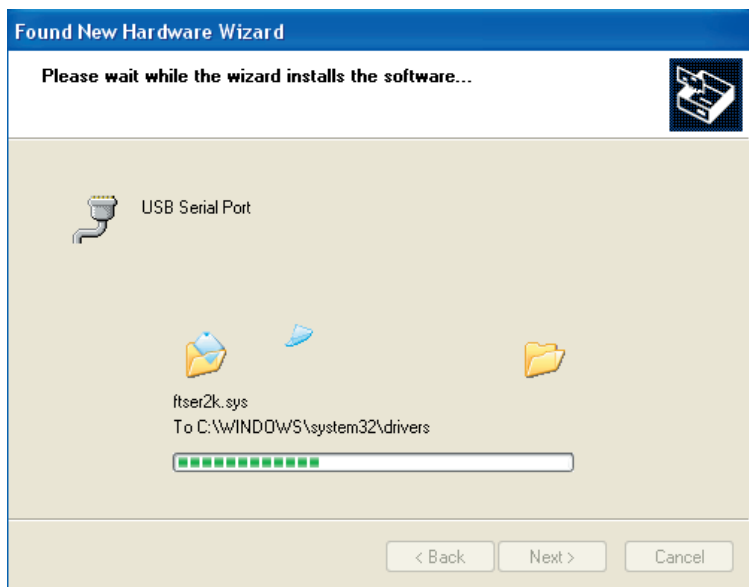 Found New Hardware Wizard
Please wait while the wizard installs the software...
USB Serial Port
ftser2k.sys
To C:\WINDOWS\system32\drivers
< Back Next > Cancel